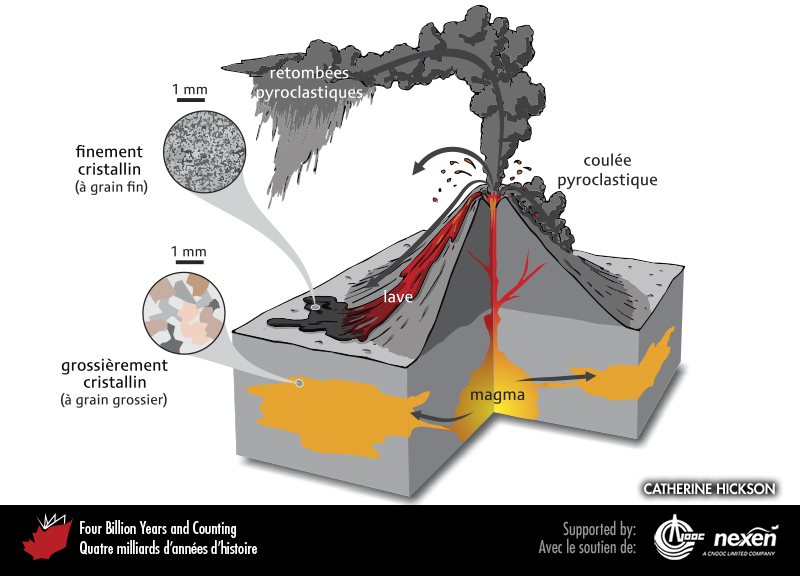 retombées
pyroclastiques
1 mm
finement
cristallin
(à grain fin)
coulée
pyroclastique
1 mm
lave
grossièrement
cristallin
(à grain grossier)
magma
CATHERINE HICKSON
Four Billion Years and Counting
Quatre milliards d'années d'histoire
Supported by:
Avec le soutien de:
CNOOC
nexen
A CNOOC LIMITED COMPANY